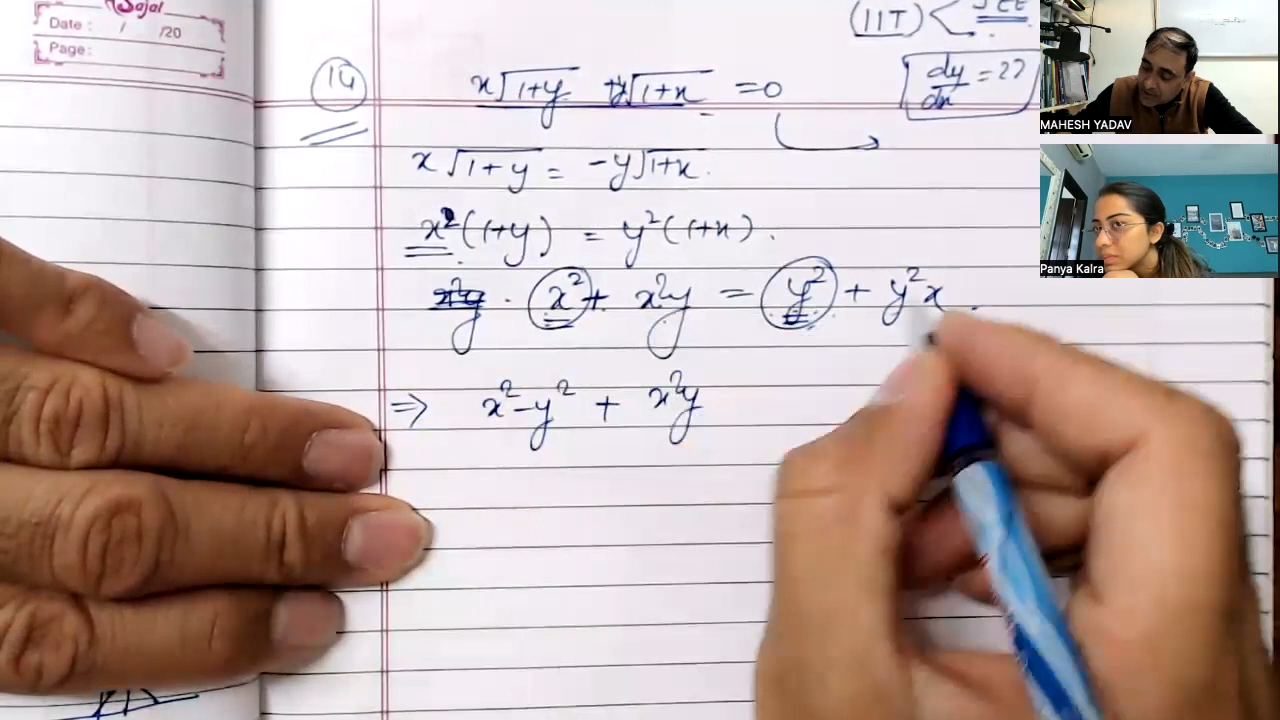 Sajal
Date : / /20
Page:
(IIT) < JEE
14
x√1+y + y√1+x = 0
dy/dx = ??
x√1+y = -y√1+x.
x²(1+y) = y²(1+x).
x² + x²y = y² + y²x.
⇒ x²-y² + x²y
MAHESH YADAV
Panya Kalra